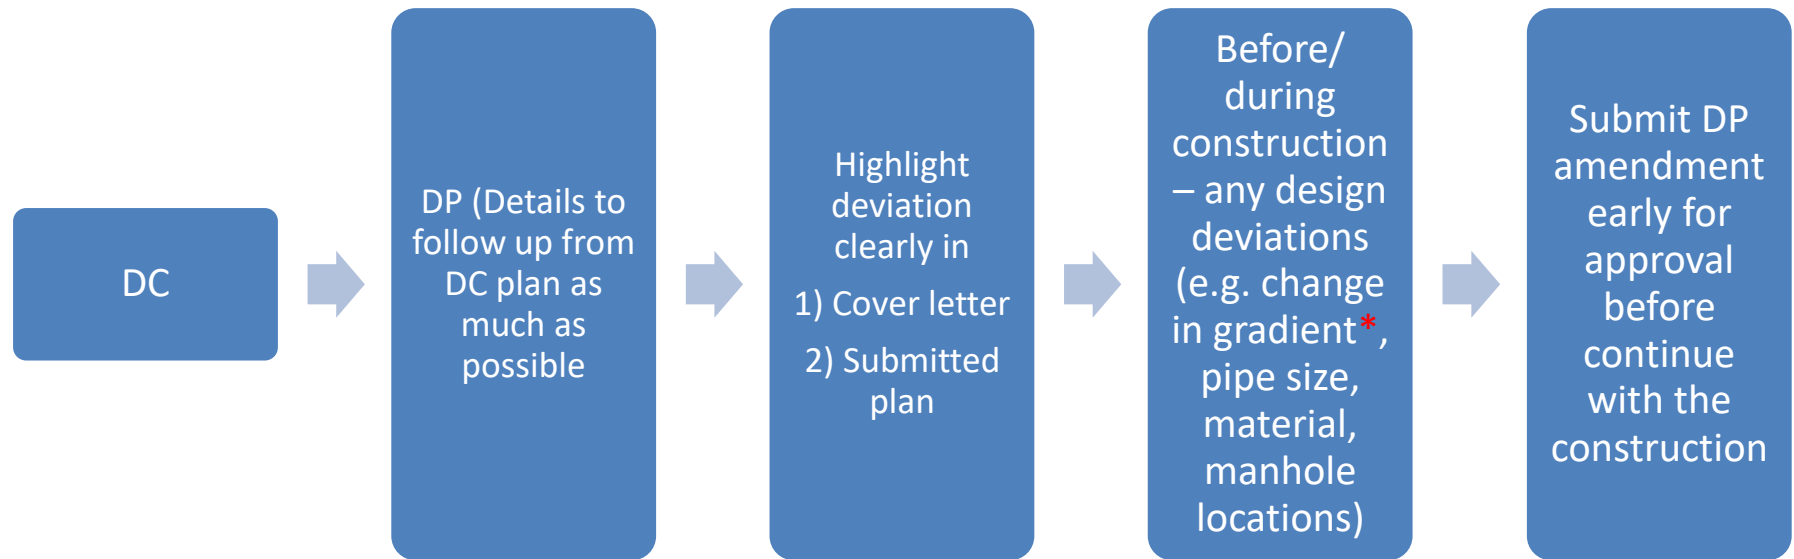 DC
DP (Details to
follow up from
DC plan as
much as
possible
Highlight
deviation
clearly in
1) Cover letter
2) Submitted
plan
Before/
during
construction
– any design
deviations
(e.g. change
in gradient*,
pipe size,
material,
manhole
locations)
Submit DP
amendment
early for
approval
before
continue
with the
construction